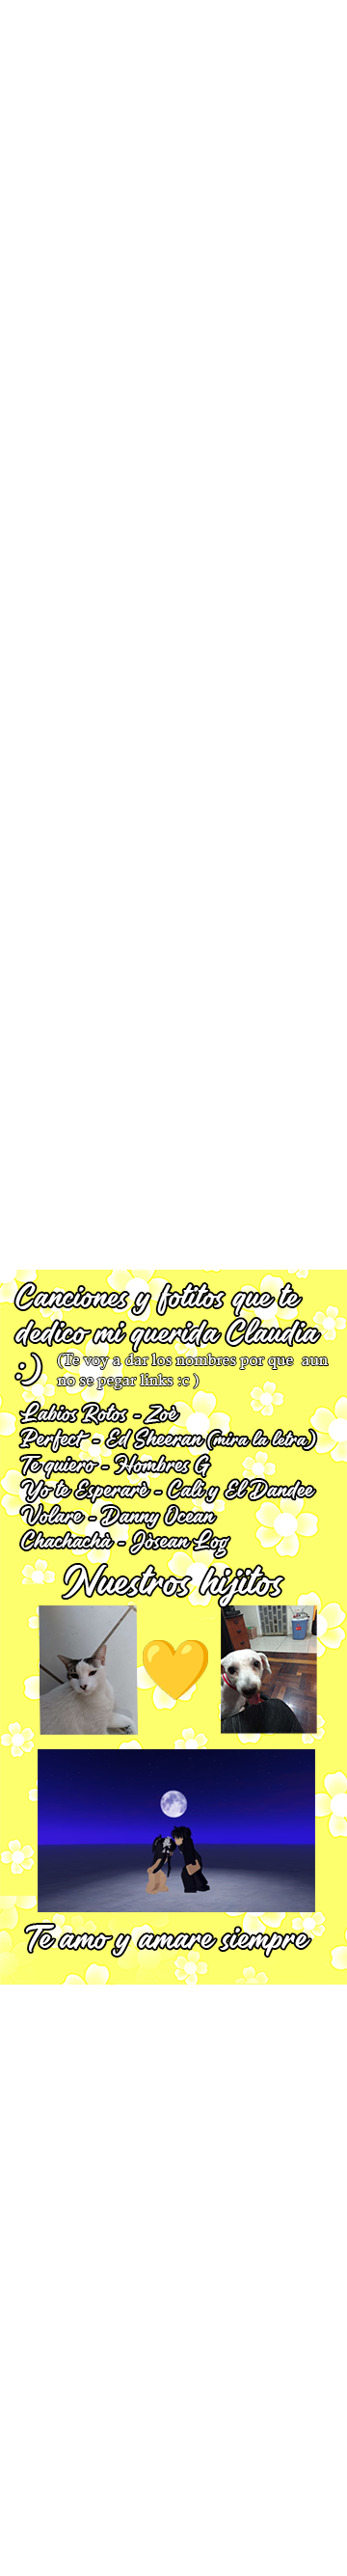 Canciones y fotitos que te
dedico mi querida Claudia
:)
(Te voy a dar los nombres por que aun
no se pegar links :c )
Labios Rotos - Zoè
Perfect - Ed Sheeran (mira la letra)
Te quiero - Hombres G
Yo te Esperarè - Cali y El Dandee
Volare - Danny Ocean
Chachachà - Jòsean Log
Nuestros hijitos
Te amo y amare siempre